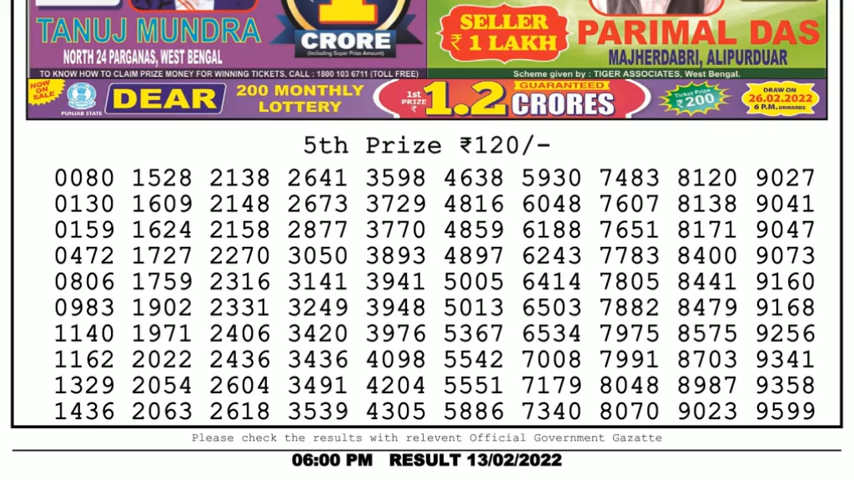 1
CRORE
(Including Super Prize Amount)
TANUJ MUNDRA
NORTH 24 PARGANAS, WEST BENGAL
SELLER
₹ 1 LAKH
PARIMAL DAS
MAJHERDABRI, ALIPURDUAR
TO KNOW HOW TO CLAIM PRIZE MONEY FOR WINNING TICKETS, CALL : 1800 103 6711 (TOLL FREE)
Scheme given by : TIGER ASSOCIATES, West Bengal.
NOW ON SALE
PUNJAB STATE
DEAR
200 MONTHLY
LOTTERY
1st PRIZE ₹
1.2
GUARANTEED
CRORES
Ticket Price
₹200
DRAW ON
26.02.2022
6 P.M. ONWARDS
5th Prize ₹120/-
0080 1528 2138 2641 3598 4638 5930 7483 8120 9027
0130 1609 2148 2673 3729 4816 6048 7607 8138 9041
0159 1624 2158 2877 3770 4859 6188 7651 8171 9047
0472 1727 2270 3050 3893 4897 6243 7783 8400 9073
0806 1759 2316 3141 3941 5005 6414 7805 8441 9160
0983 1902 2331 3249 3948 5013 6503 7882 8479 9168
1140 1971 2406 3420 3976 5367 6534 7975 8575 9256
1162 2022 2436 3436 4098 5542 7008 7991 8703 9341
1329 2054 2604 3491 4204 5551 7179 8048 8987 9358
1436 2063 2618 3539 4305 5886 7340 8070 9023 9599
Please check the results with relevent Official Government Gazatte
06:00 PM RESULT 13/02/2022